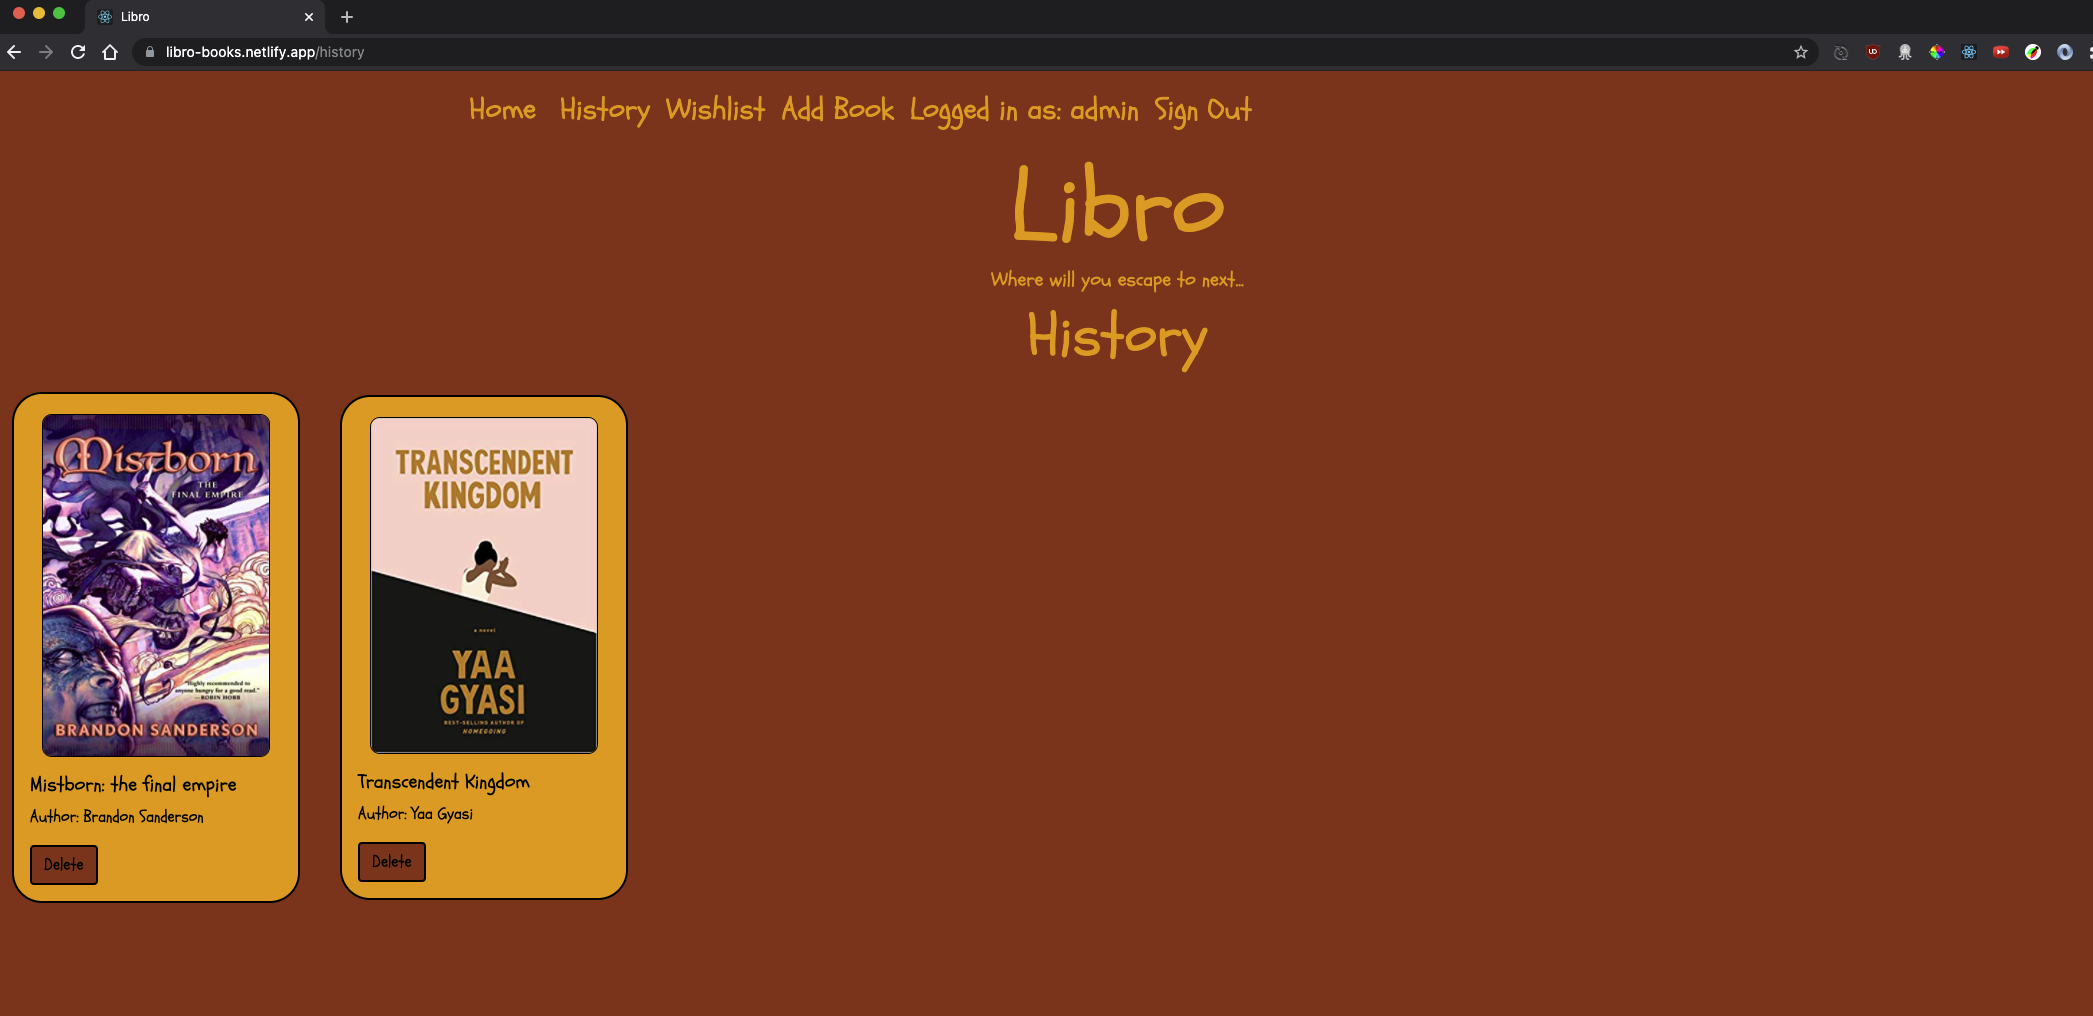 Libro
libro-books.netlify.app/history
Home History Wishlist Add Book Logged in as: admin Sign Out
Libro
Where will you escape to next...
History
Mistborn
THE
FINAL EMPIRE
"Highly recommended to
anyone hungry for a good read."
—ROBIN HOBB
BRANDON SANDERSON
Mistborn: the final empire
Author: Brandon Sanderson
Delete
TRANSCENDENT
KINGDOM
a novel
YAA
GYASI
BEST-SELLING AUTHOR OF
HOMEGOING
Transcendent Kingdom
Author: Yaa Gyasi
Delete